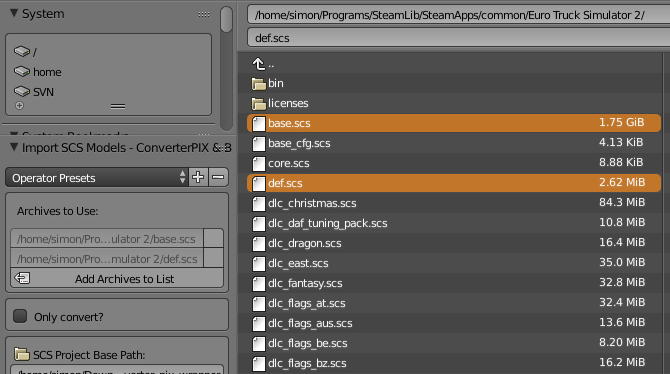 System
/
home
SVN
System Bookmarks
Import SCS Models - ConverterPIX & B
Operator Presets
Archives to Use:
/home/simon/Pro...ulator 2/base.scs
/home/simon/Pro...mulator 2/def.scs
Add Archives to List
Only convert?
SCS Project Base Path:
/home/simon/Programs/SteamLib/SteamApps/common/Euro Truck Simulator 2/
def.scs
..
bin
licenses
base.scs 1.75 GiB
base_cfg.scs 4.13 KiB
core.scs 8.88 KiB
def.scs 2.62 MiB
dlc_christmas.scs 84.3 MiB
dlc_daf_tuning_pack.scs 10.8 MiB
dlc_dragon.scs 16.4 MiB
dlc_east.scs 35.0 MiB
dlc_fantasy.scs 32.8 MiB
dlc_flags_at.scs 32.4 MiB
dlc_flags_aus.scs 13.6 MiB
dlc_flags_be.scs 8.20 MiB
dlc_flags_bz.scs 16.2 MiB